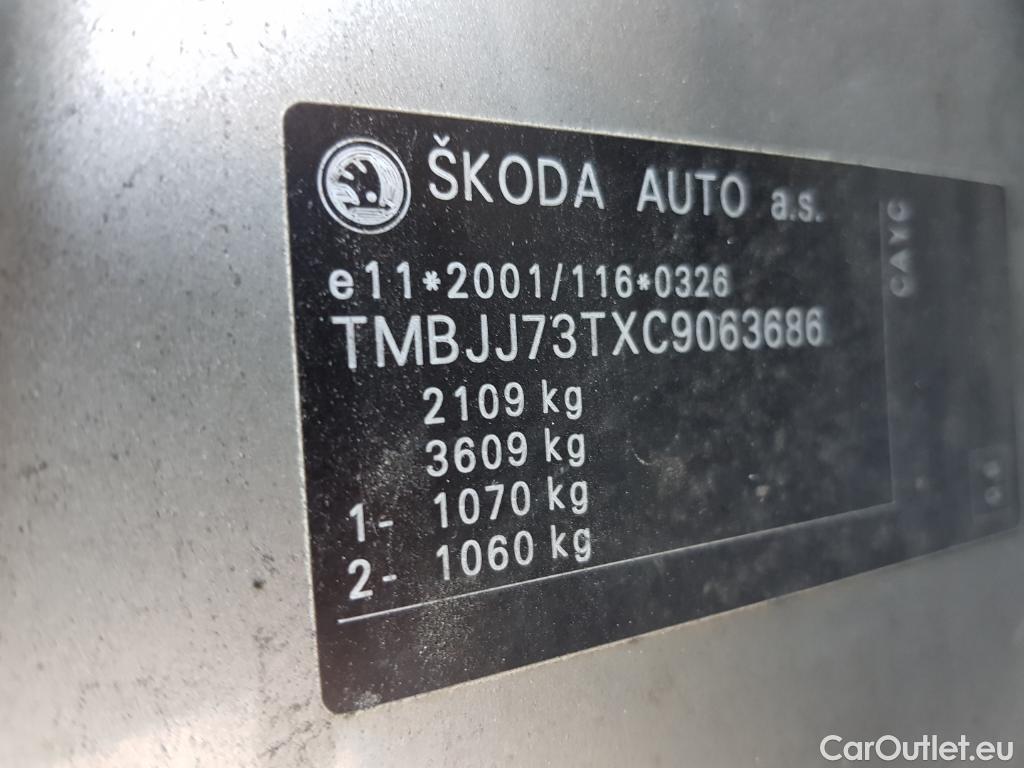 ŠKODA AUTO a.s.
e11*2001/116*0326
TMBJJ73TXC9063686
2109 kg
3609 kg
1- 1070 kg
2- 1060 kg
CAYC
CarOutlet.eu